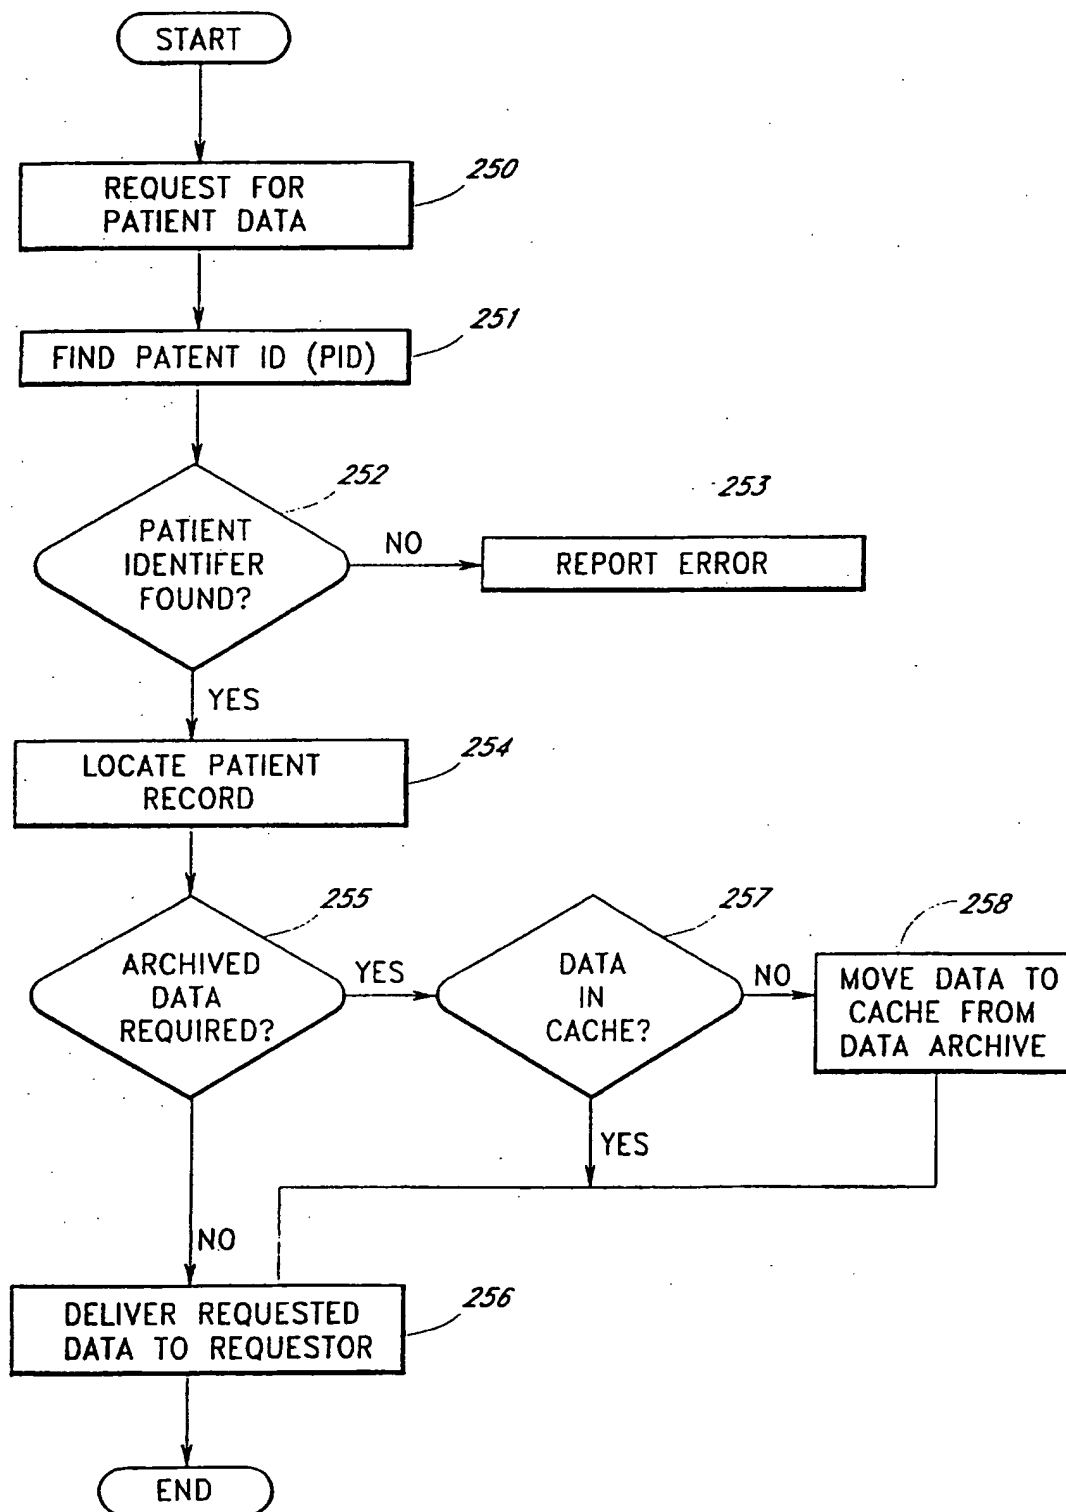 START
250
REQUEST FOR
PATIENT DATA
251
FIND PATENT ID (PID)
252
253
PATIENT
IDENTIFER
FOUND?
NO
REPORT ERROR
YES
254
LOCATE PATIENT
RECORD
255
257
258
ARCHIVED
DATA
REQUIRED?
YES
DATA
IN
CACHE?
NO
MOVE DATA TO
CACHE FROM
DATA ARCHIVE
YES
NO
256
DELIVER REQUESTED
DATA TO REQUESTOR
END